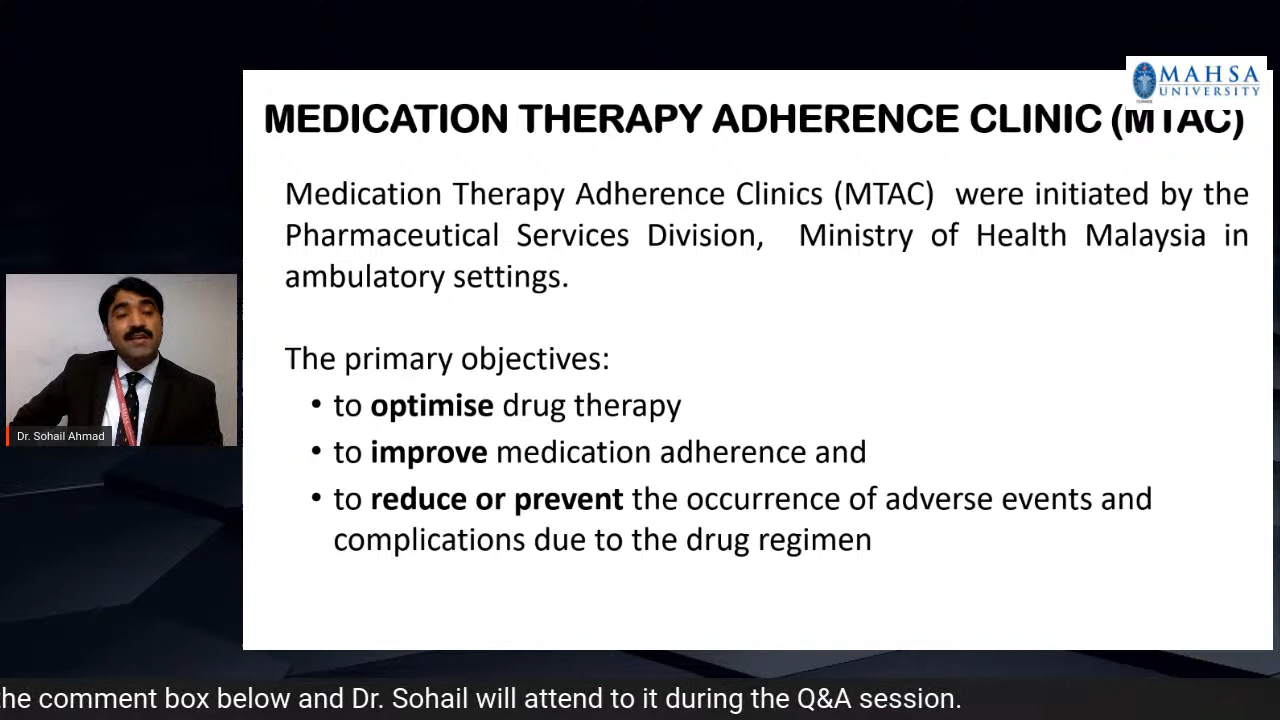 MAHSA
UNIVERSITY
MEDICATION THERAPY ADHERENCE CLINIC (MTAC)
Medication Therapy Adherence Clinics (MTAC) were initiated by the
Pharmaceutical Services Division, Ministry of Health Malaysia in
ambulatory settings.
The primary objectives:
• to optimise drug therapy
• to improve medication adherence and
• to reduce or prevent the occurrence of adverse events and
complications due to the drug regimen
Dr. Sohail Ahmad
the comment box below and Dr. Sohail will attend to it during the Q&A session.